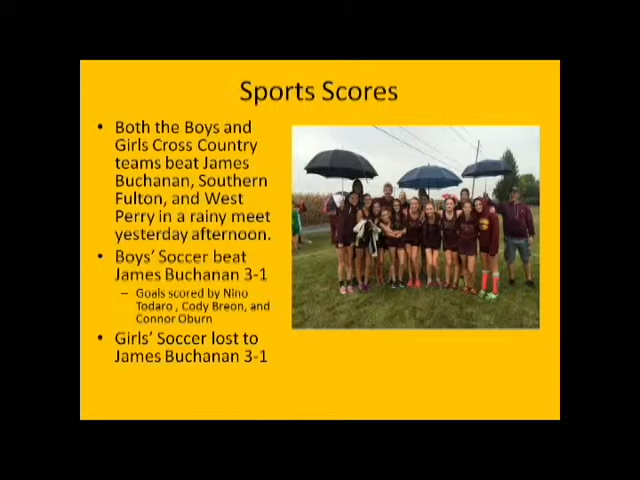 Sports Scores
• Both the Boys and
Girls Cross Country
teams beat James
Buchanan, Southern
Fulton, and West
Perry in a rainy meet
yesterday afternoon.
• Boys' Soccer beat
James Buchanan 3-1
– Goals scored by Nino
Todaro , Cody Breon, and
Connor Oburn
• Girls' Soccer lost to
James Buchanan 3-1